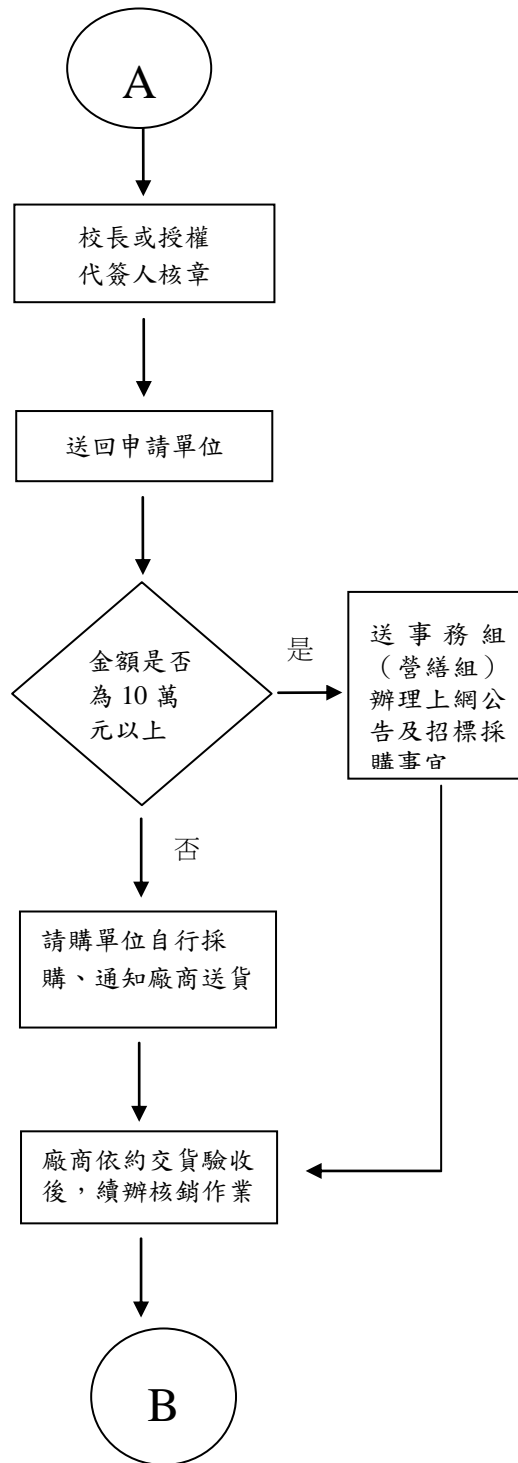 A
校長或授權
代簽人核章
送回申請單位
金額是否
為 10 萬
元以上
是
送事務組
（營繕組）
辦理上網公
告及招標採
購事宜
否
請購單位自行採
購、通知廠商送貨
廠商依約交貨驗收
後，續辦核銷作業
B